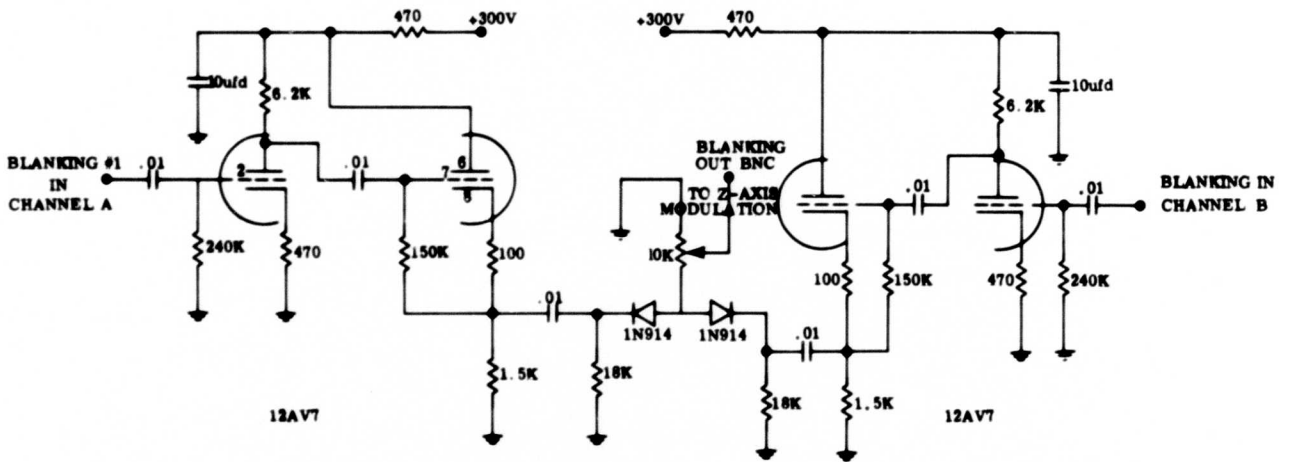 470
+300V
+300V
470
10ufd
6.2K
6.2K
10ufd
BLANKING #1
IN
CHANNEL A
.01
2
.01
7
6
8
BLANKING
OUT BNC
TO Z-AXIS
MODULATION
.01
.01
BLANKING IN
CHANNEL B
240K
470
150K
100
10K
100
150K
470
240K
.01
1N914
1N914
.01
1.5K
18K
18K
1.5K
12AV7
12AV7